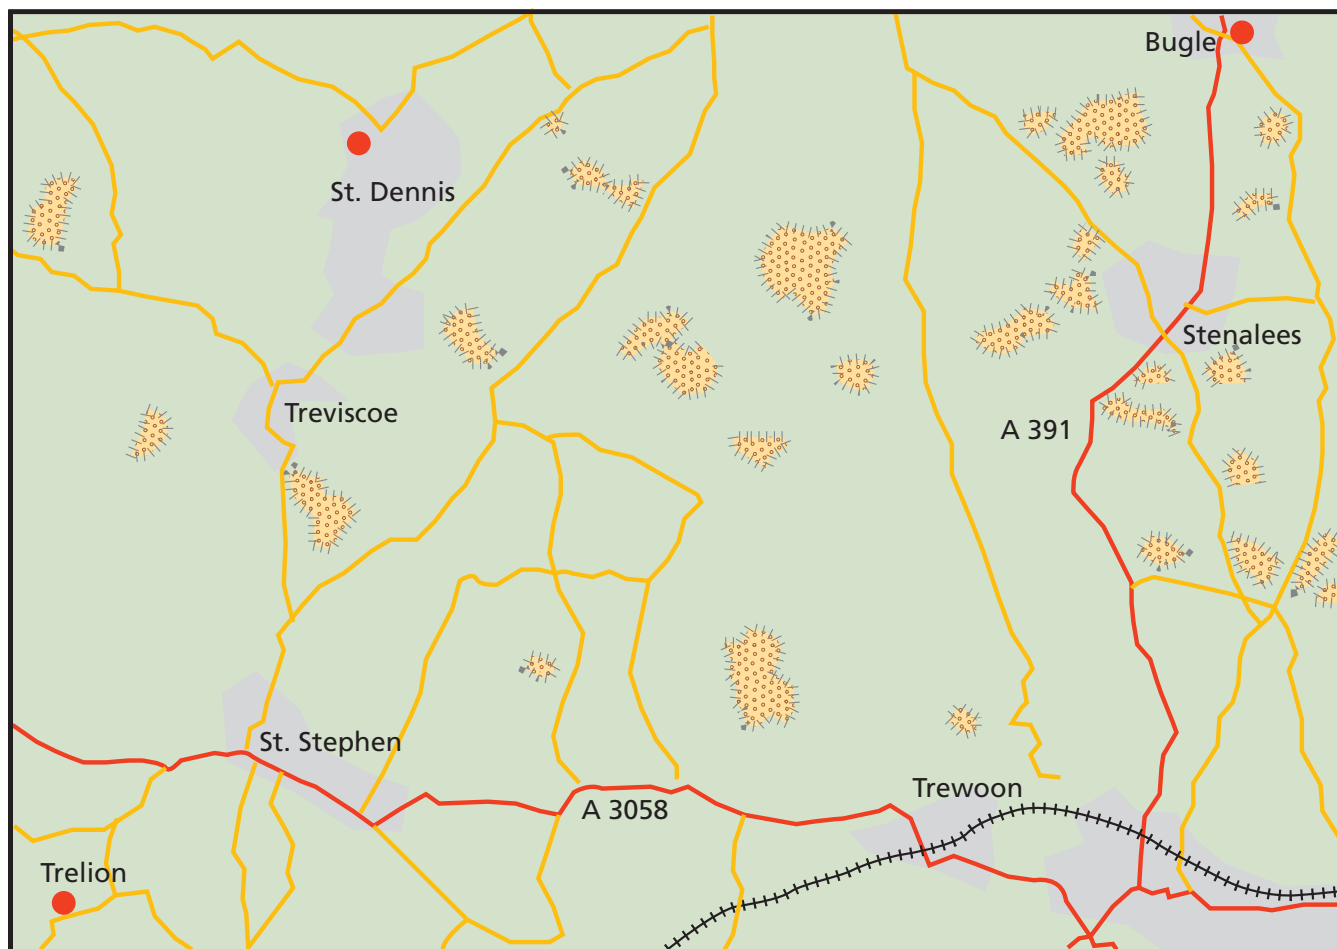 Bugle
St. Dennis
Stenalees
Treviscoe
A 391
St. Stephen
Trewoon
A 3058
Trelion